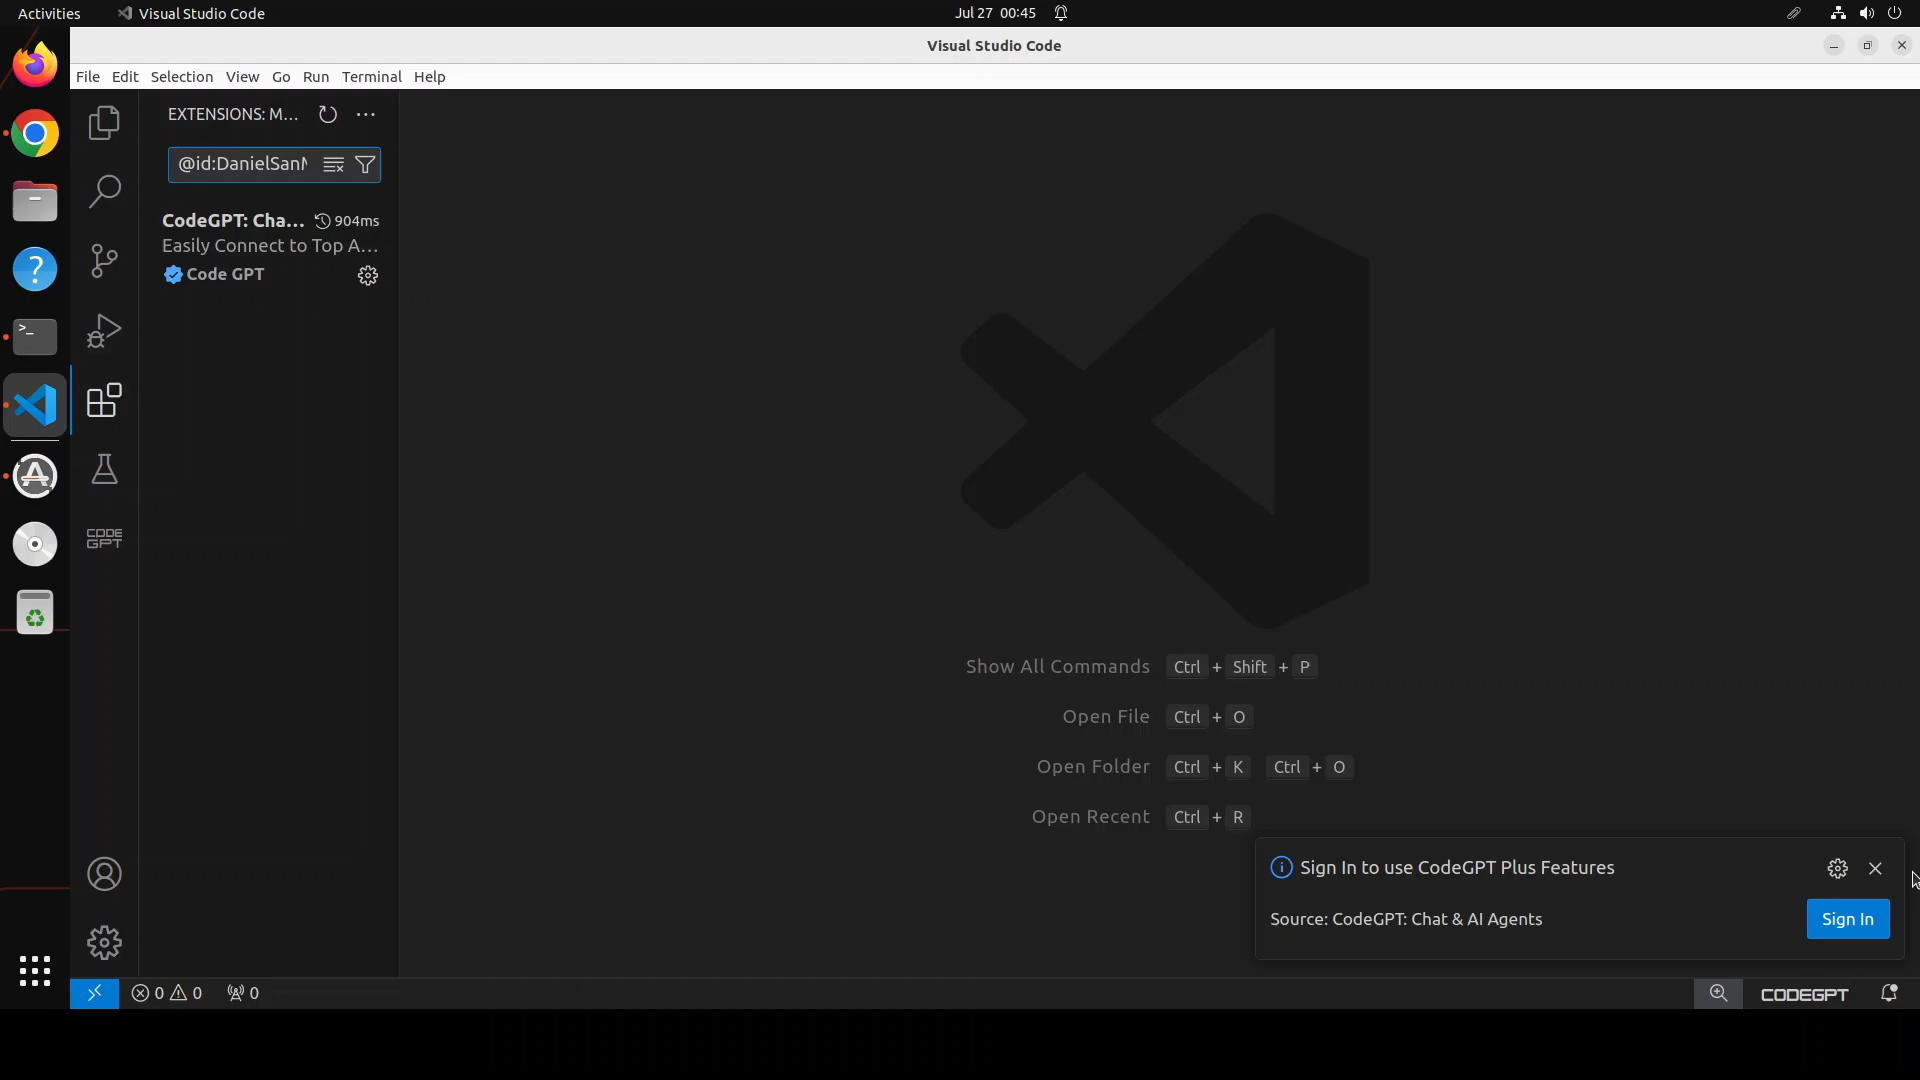 Activities
Visual Studio Code
Jul 27 00:45
Visual Studio Code
File Edit Selection View Go Run Terminal Help
EXTENSIONS: M...
@id:DanielSanM
CodeGPT: Cha... 904ms
Easily Connect to Top A...
Code GPT
CODE
GPT
Show All Commands Ctrl + Shift + P
Open File Ctrl + O
Open Folder Ctrl + K Ctrl + O
Open Recent Ctrl + R
Sign In to use CodeGPT Plus Features
Source: CodeGPT: Chat & AI Agents
Sign In
0 0 0
CODEGPT